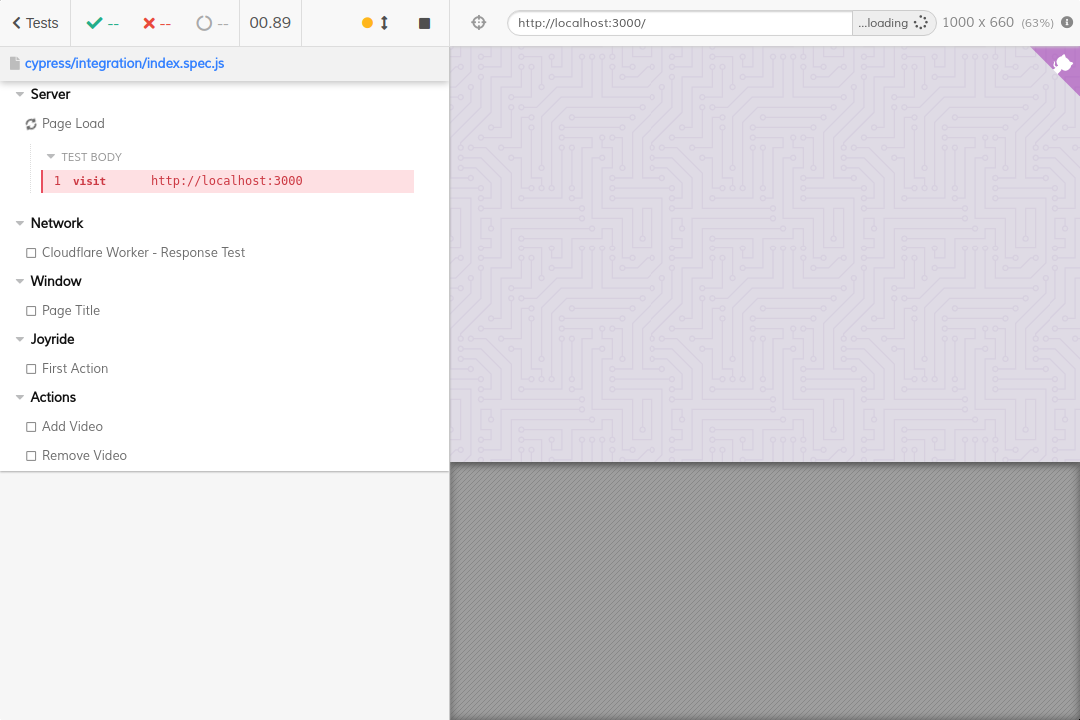 Tests -- -- -- 00.89 http://localhost:3000/ ...loading 1000 x 660 (63%)
cypress/integration/index.spec.js
Server
Page Load
TEST BODY
1 visit http://localhost:3000
Network
Cloudflare Worker - Response Test
Window
Page Title
Joyride
First Action
Actions
Add Video
Remove Video